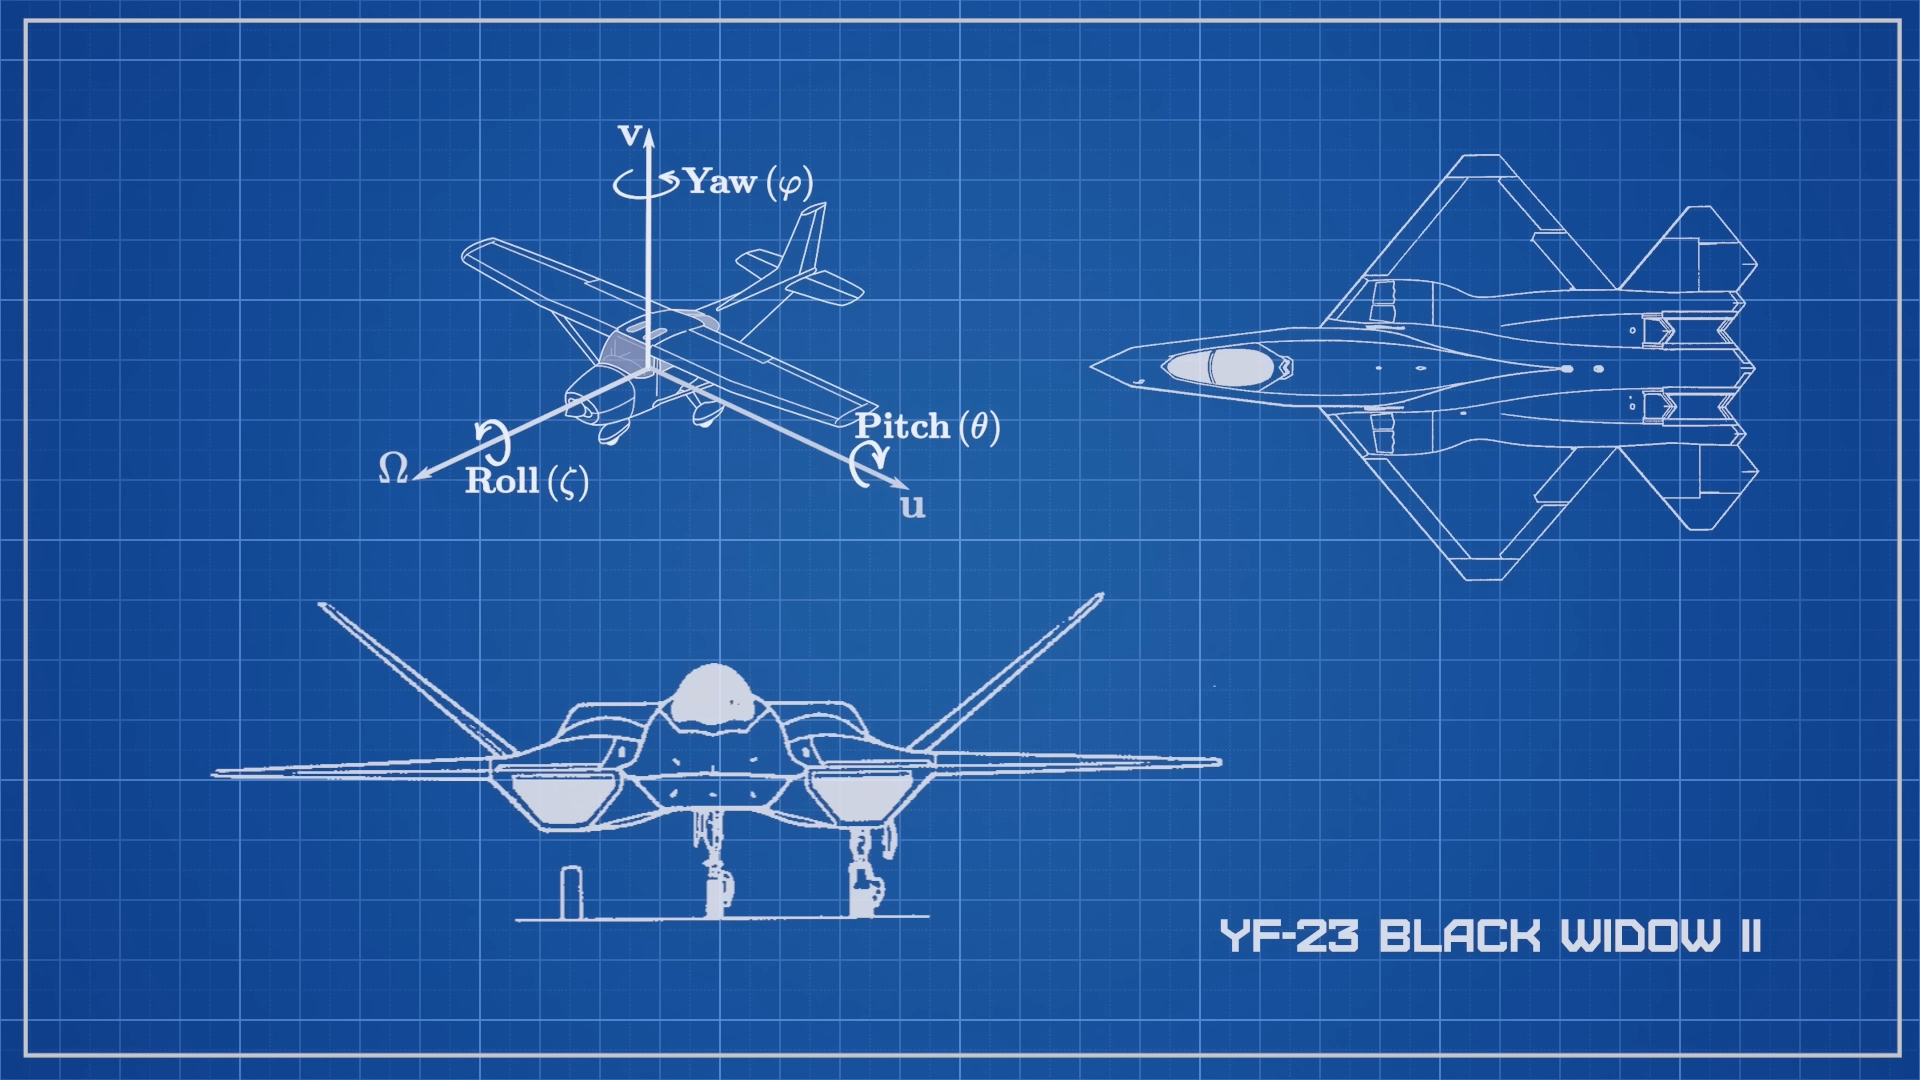 v
Yaw (φ)
Pitch (θ)
Ω
Roll (ζ)
u
YF-23 BLACK WIDOW II